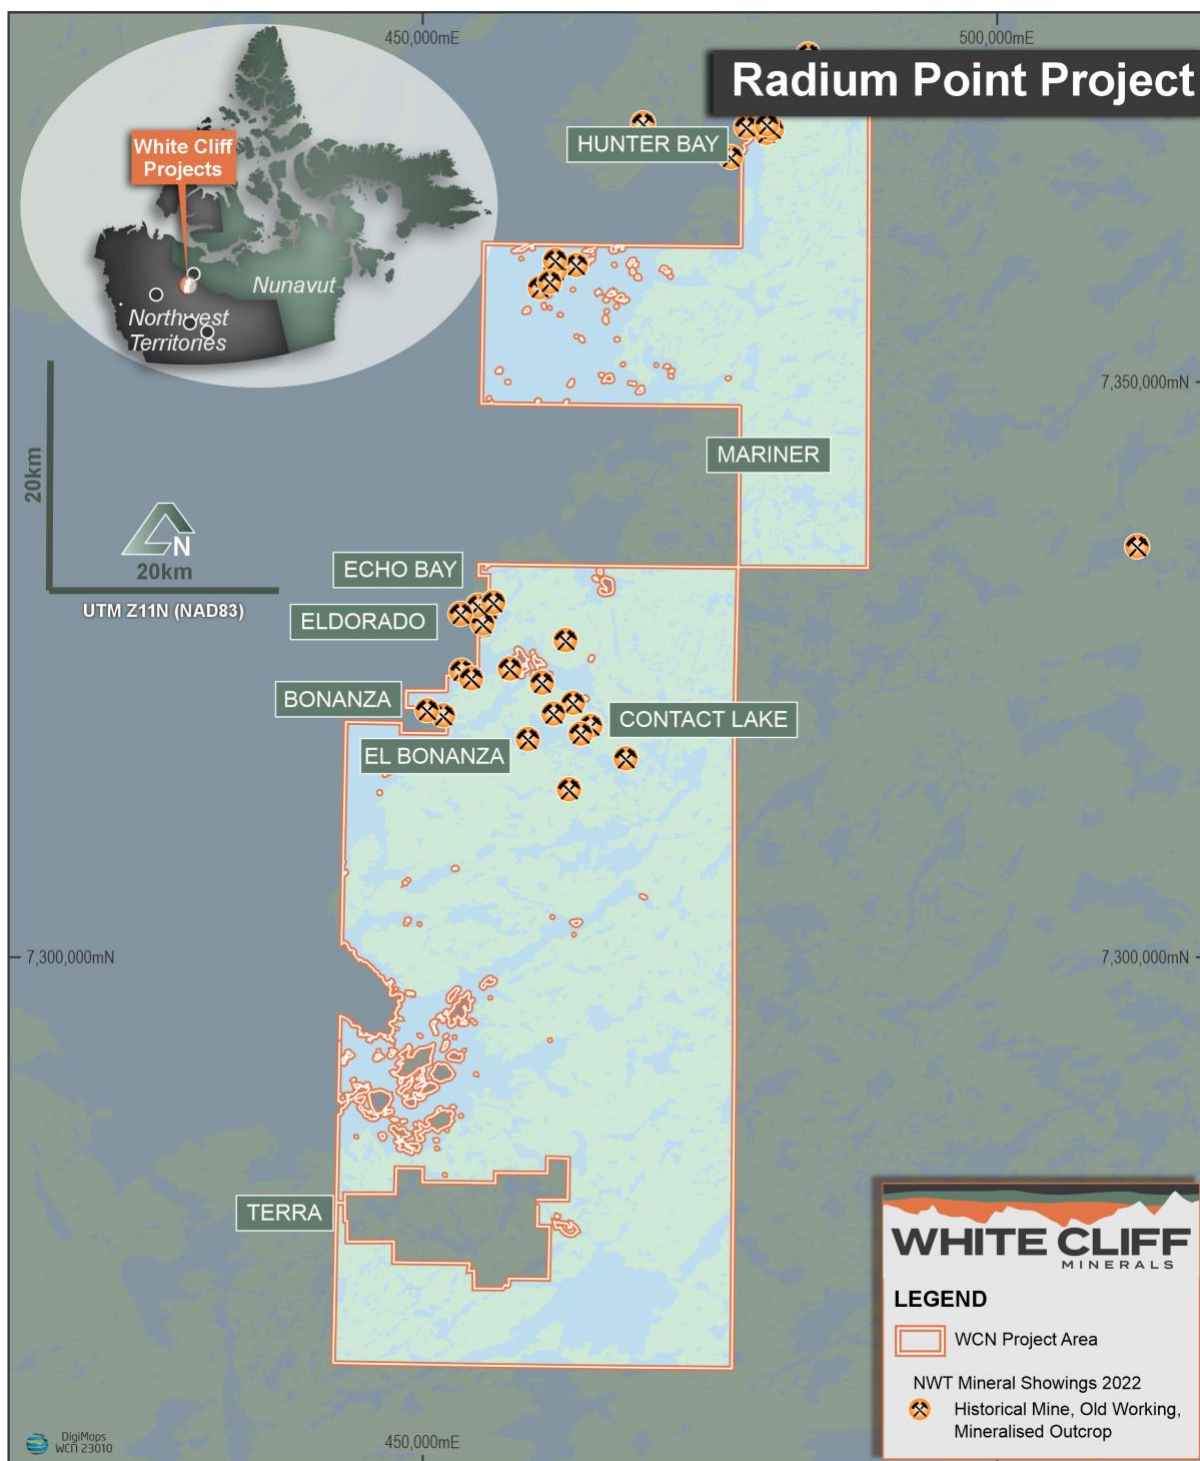 450,000mE
500,000mE
Radium Point Project
White Cliff
Projects
Nunavut
Northwest
Territories
HUNTER BAY
7,350,000mN
MARINER
20km
N
20km
UTM Z11N (NAD83)
ECHO BAY
ELDORADO
BONANZA
CONTACT LAKE
EL BONANZA
7,300,000mN
7,300,000mN
TERRA
WHITE CLIFF
MINERALS
LEGEND
WCN Project Area
NWT Mineral Showings 2022
Historical Mine, Old Working,
Mineralised Outcrop
DigiMaps
WCN 23010
450,000mE